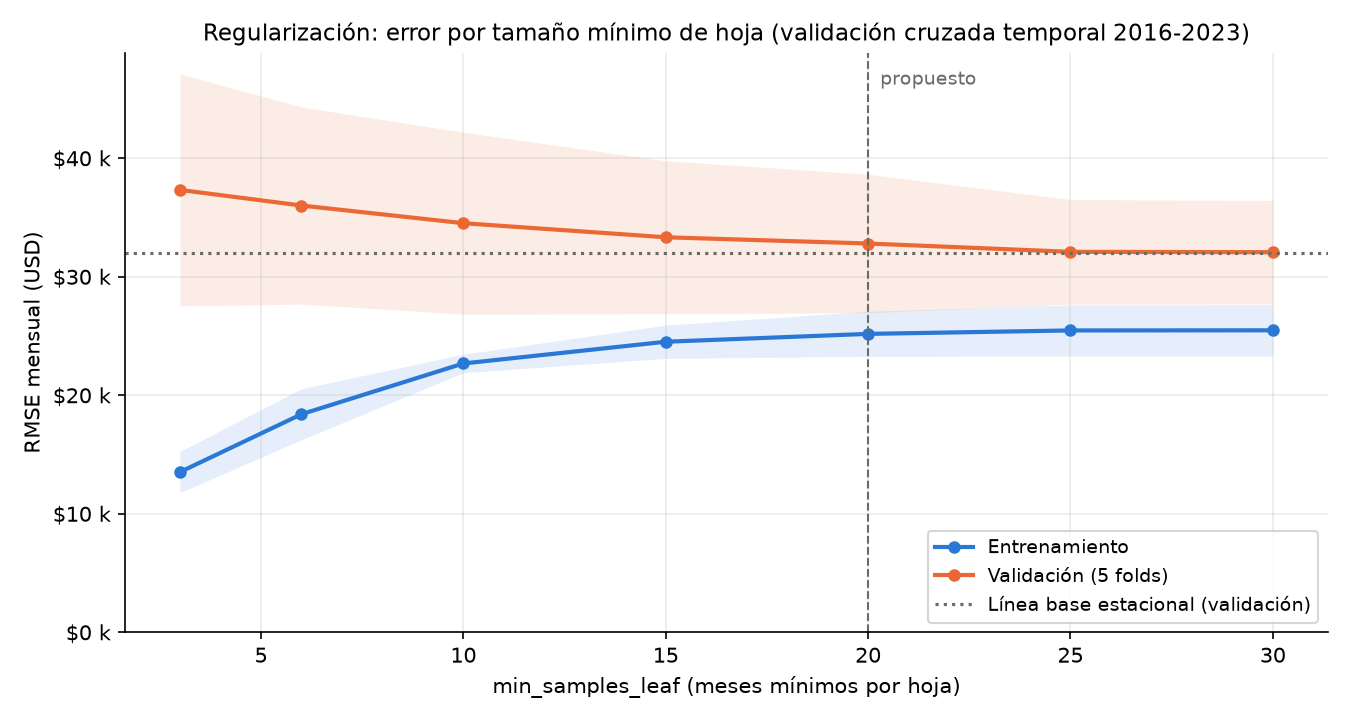 Regularización: error por tamaño mínimo de hoja (validación cruzada temporal 2016-2023)
propuesto
$40 k
$30 k
$20 k
$10 k
$0 k
RMSE mensual (USD)
Entrenamiento
Validación (5 folds)
Línea base estacional (validación)
5 10 15 20 25 30
min_samples_leaf (meses mínimos por hoja)